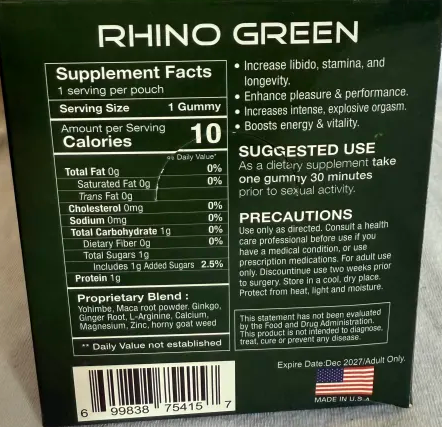 RHINO GREEN
Supplement Facts
1 serving per pouch
Serving Size 1 Gummy
Amount per Serving
Calories 10
% Daily Value*
Total Fat 0g 0%
Saturated Fat 0g 0%
Trans Fat 0g
Cholesterol 0mg 0%
Sodium 0mg 0%
Total Carbohydrate 1g 0%
Dietary Fiber 0g 0%
Total Sugars 1g
Includes 1g Added Sugars 2.5%
Protein 1g
Proprietary Blend :
Yohimbe, Maca root powder, Ginkgo,
Ginger Root, L-Arginine, Calcium,
Magnesium, Zinc, horny goat weed
** Daily Value not established
6 99838 75415 7
• Increase libido, stamina, and
longevity.
• Enhance pleasure & performance.
• Increases intense, explosive orgasm.
• Boosts energy & vitality.
SUGGESTED USE
As a dietary supplement take
one gummy 30 minutes
prior to sexual activity.
PRECAUTIONS
Use only as directed. Consult a health
care professional before use if you
have a medical condition, or use
prescription medications. For adult use
only. Discontinue use two weeks prior
to surgery. Store in a cool, dry place.
Protect from heat, light and moisture.
This statement has not been evaluated
by the Food and Drug Administration.
This product is not intended to diagnose,
treat, cure or prevent any disease.
Expire Date:Dec 2027/Adult Only.
MADE IN U.S.A